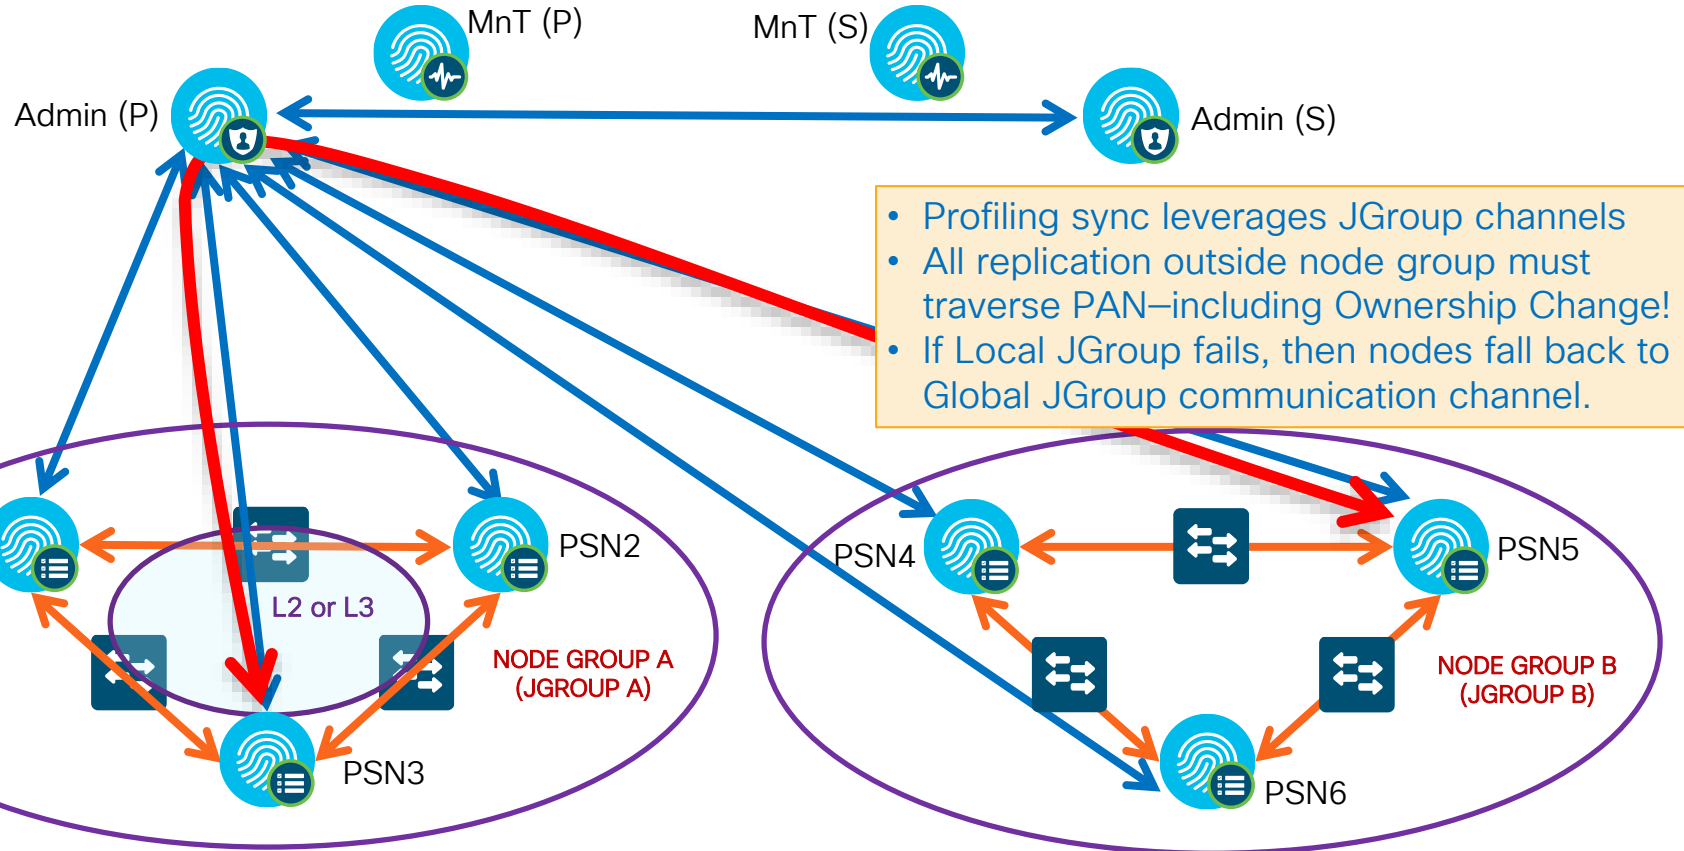 MnT (P)
MnT (S)
Admin (P)
Admin (S)
• Profiling sync leverages JGroup channels
• All replication outside node group must
traverse PAN–including Ownership Change!
• If Local JGroup fails, then nodes fall back to
Global JGroup communication channel.
PSN2
PSN4
PSN5
L2 or L3
NODE GROUP A
(JGROUP A)
NODE GROUP B
(JGROUP B)
PSN3
PSN6